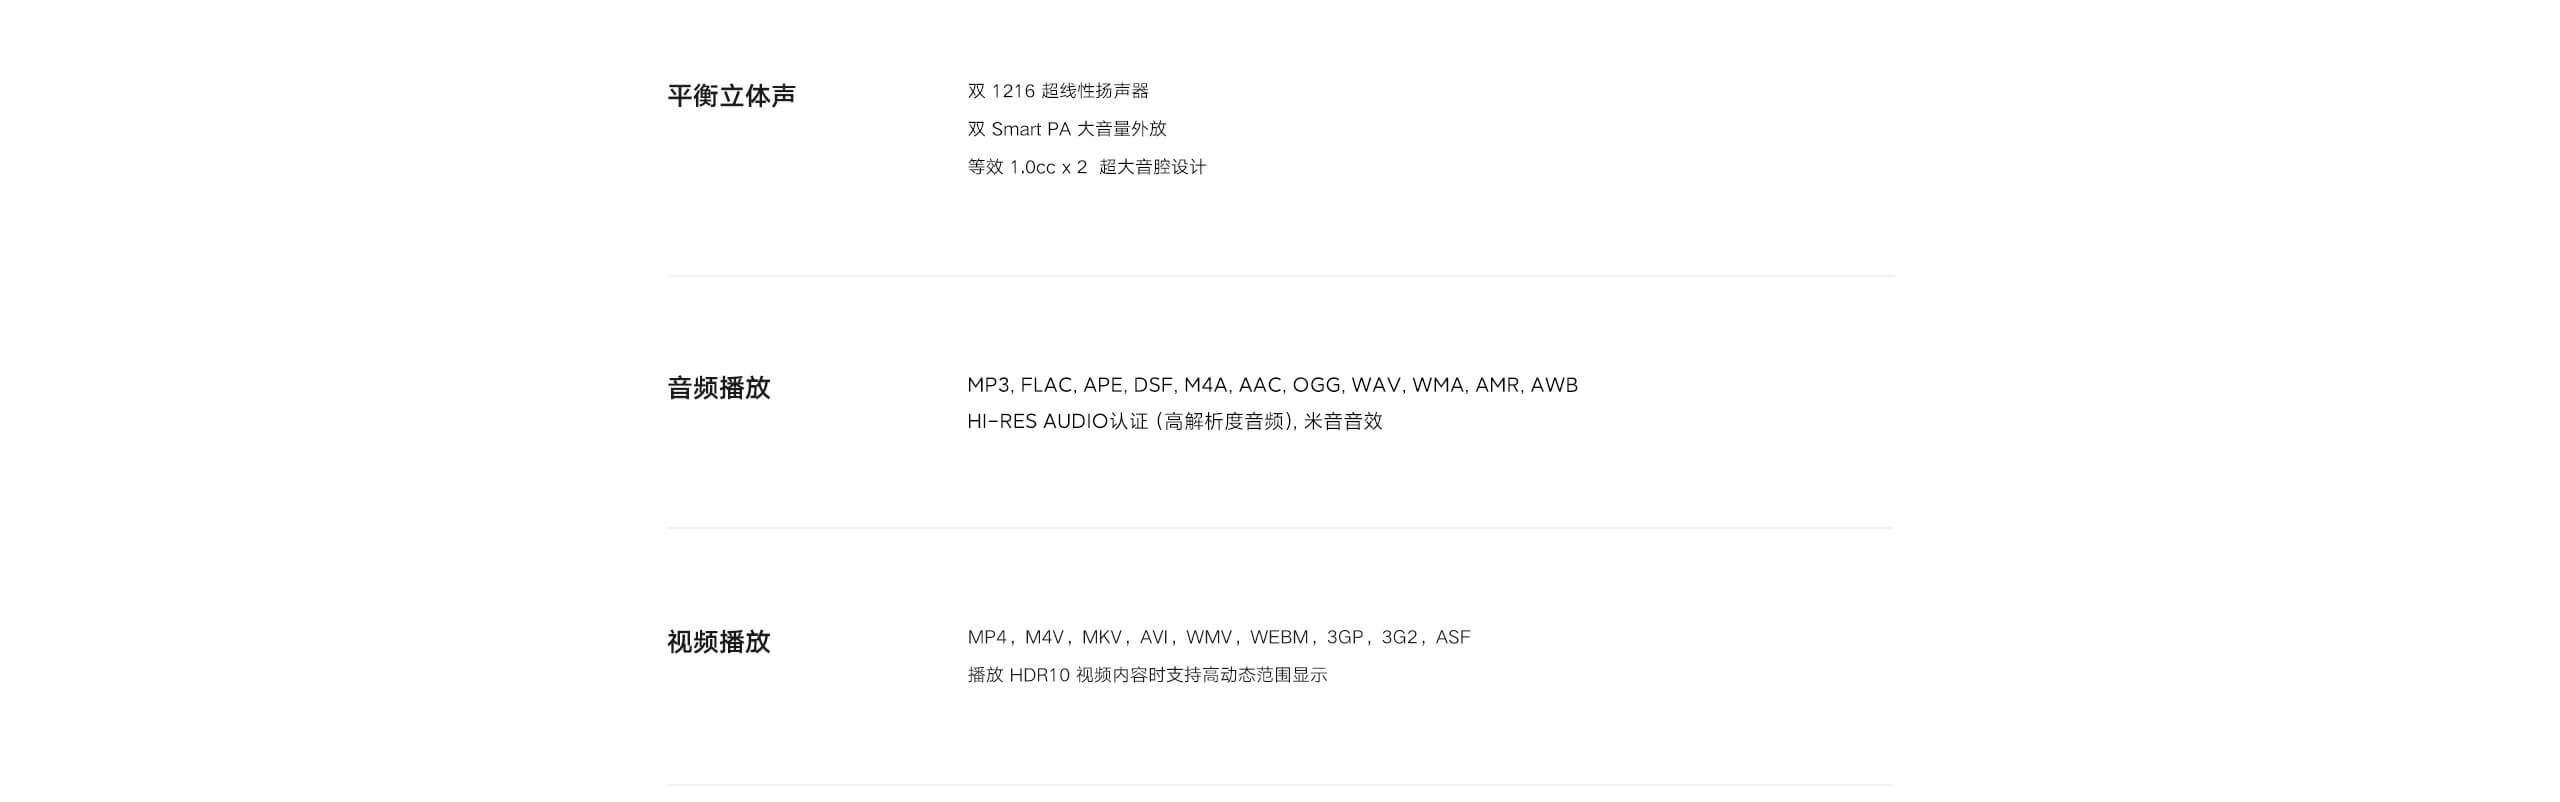 平衡立体声
双 1216 超线性扬声器
双 Smart PA 大音量外放
等效 1.0cc x 2 超大音腔设计
音频播放
MP3, FLAC, APE, DSF, M4A, AAC, OGG, WAV, WMA, AMR, AWB
HI-RES AUDIO认证 (高解析度音频), 米音音效
视频播放
MP4, M4V, MKV, AVI, WMV, WEBM, 3GP, 3G2, ASF
播放 HDR10 视频内容时支持高动态范围显示